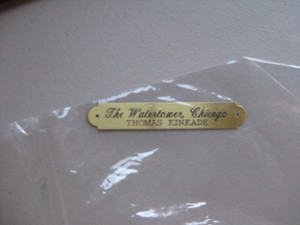 The Watertower, Chicago
THOMAS KINKADE